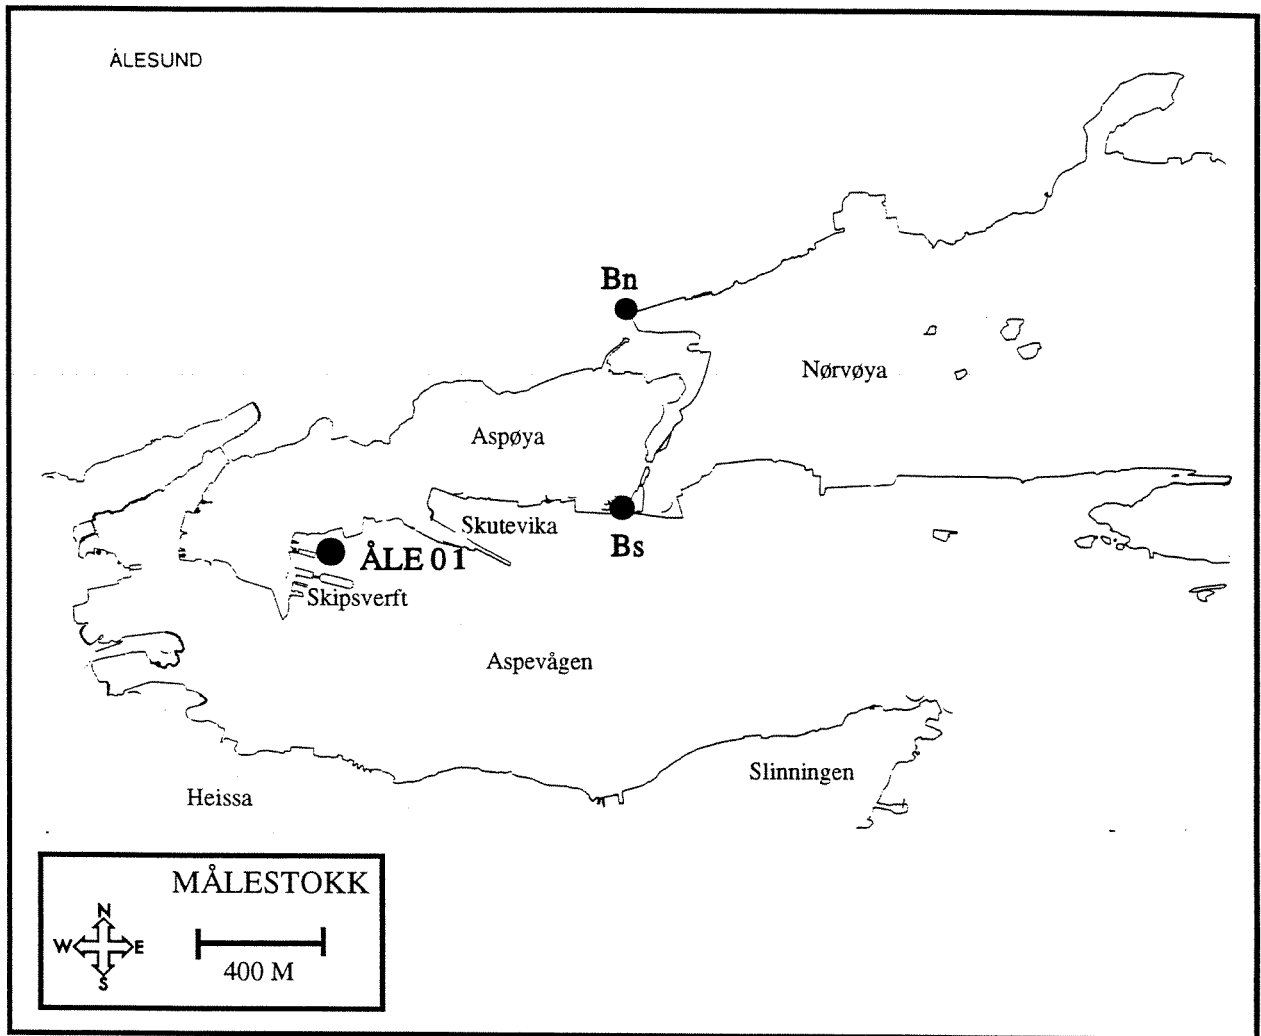 ÅLESUND
Bn
Nørvøya
Aspøya
Skutevika
Bs
ÅLE 01
Skipsverft
Aspevågen
Slinningen
Heissa
MÅLESTOKK
N
W E
S
400 M